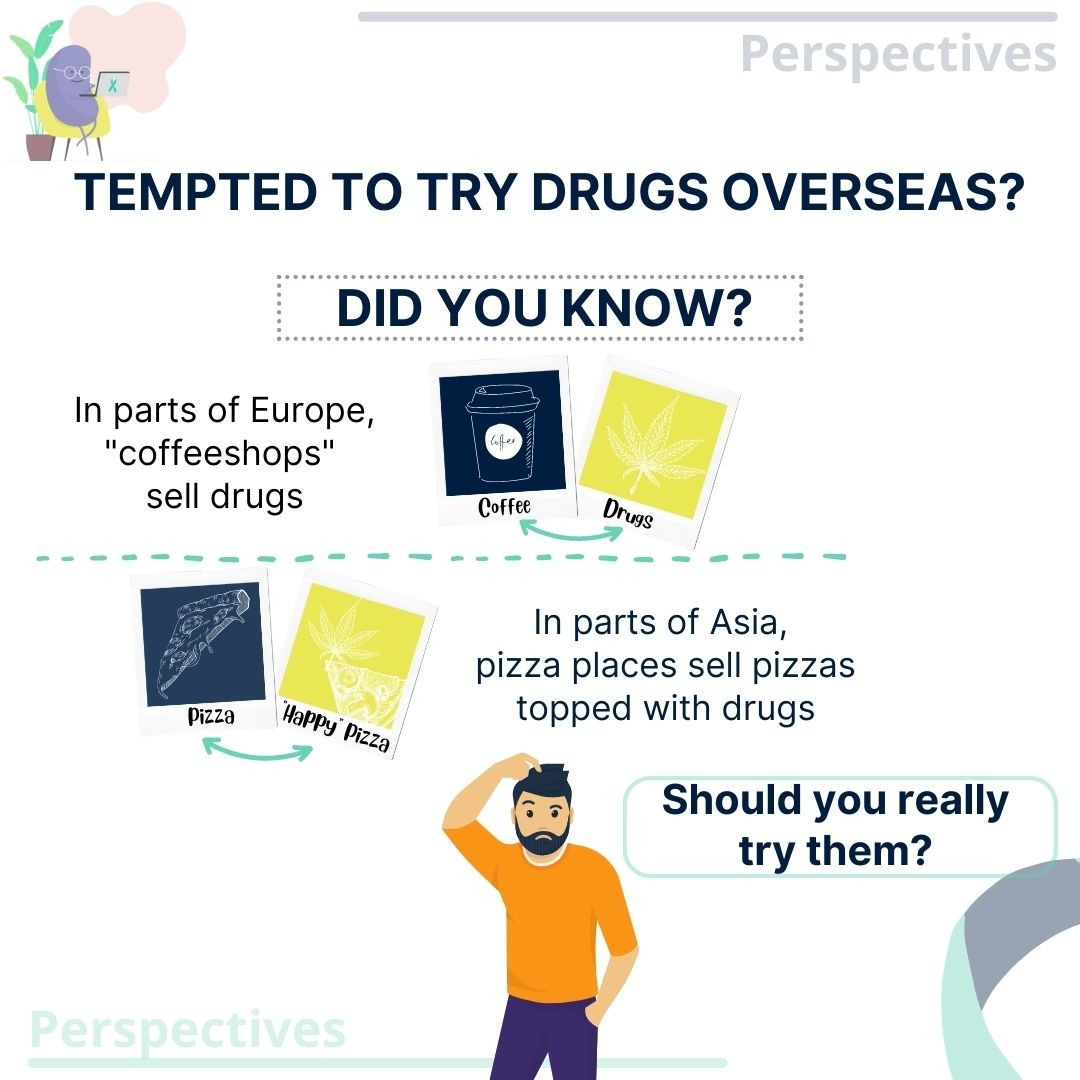 Perspectives
TEMPTED TO TRY DRUGS OVERSEAS?
DID YOU KNOW?
In parts of Europe,
"coffeeshops"
sell drugs
Coffee
Coffee
Drugs
Pizza
"Happy" Pizza
In parts of Asia,
pizza places sell pizzas
topped with drugs
Should you really
try them?
Perspectives